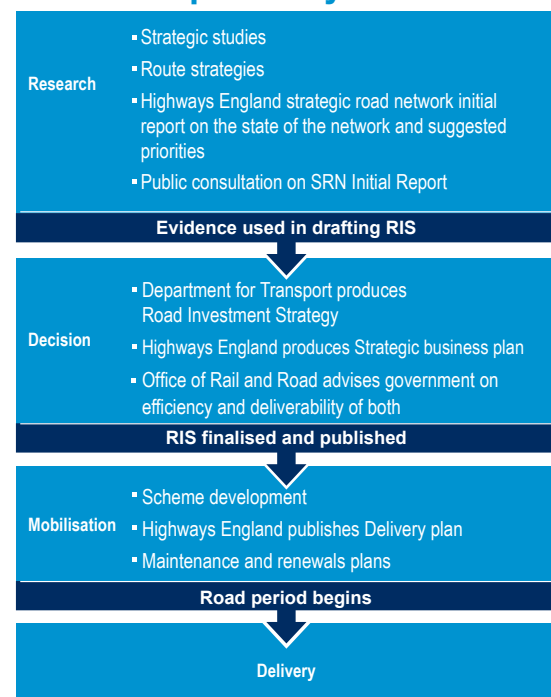 Research
▪ Strategic studies
▪ Route strategies
▪ Highways England strategic road network initial
report on the state of the network and suggested
priorities
▪ Public consultation on SRN Initial Report
Evidence used in drafting RIS
Decision
▪ Department for Transport produces
Road Investment Strategy
▪ Highways England produces Strategic business plan
▪ Office of Rail and Road advises government on
efficiency and deliverability of both
RIS finalised and published
Mobilisation
▪ Scheme development
▪ Highways England publishes Delivery plan
▪ Maintenance and renewals plans
Road period begins
Delivery